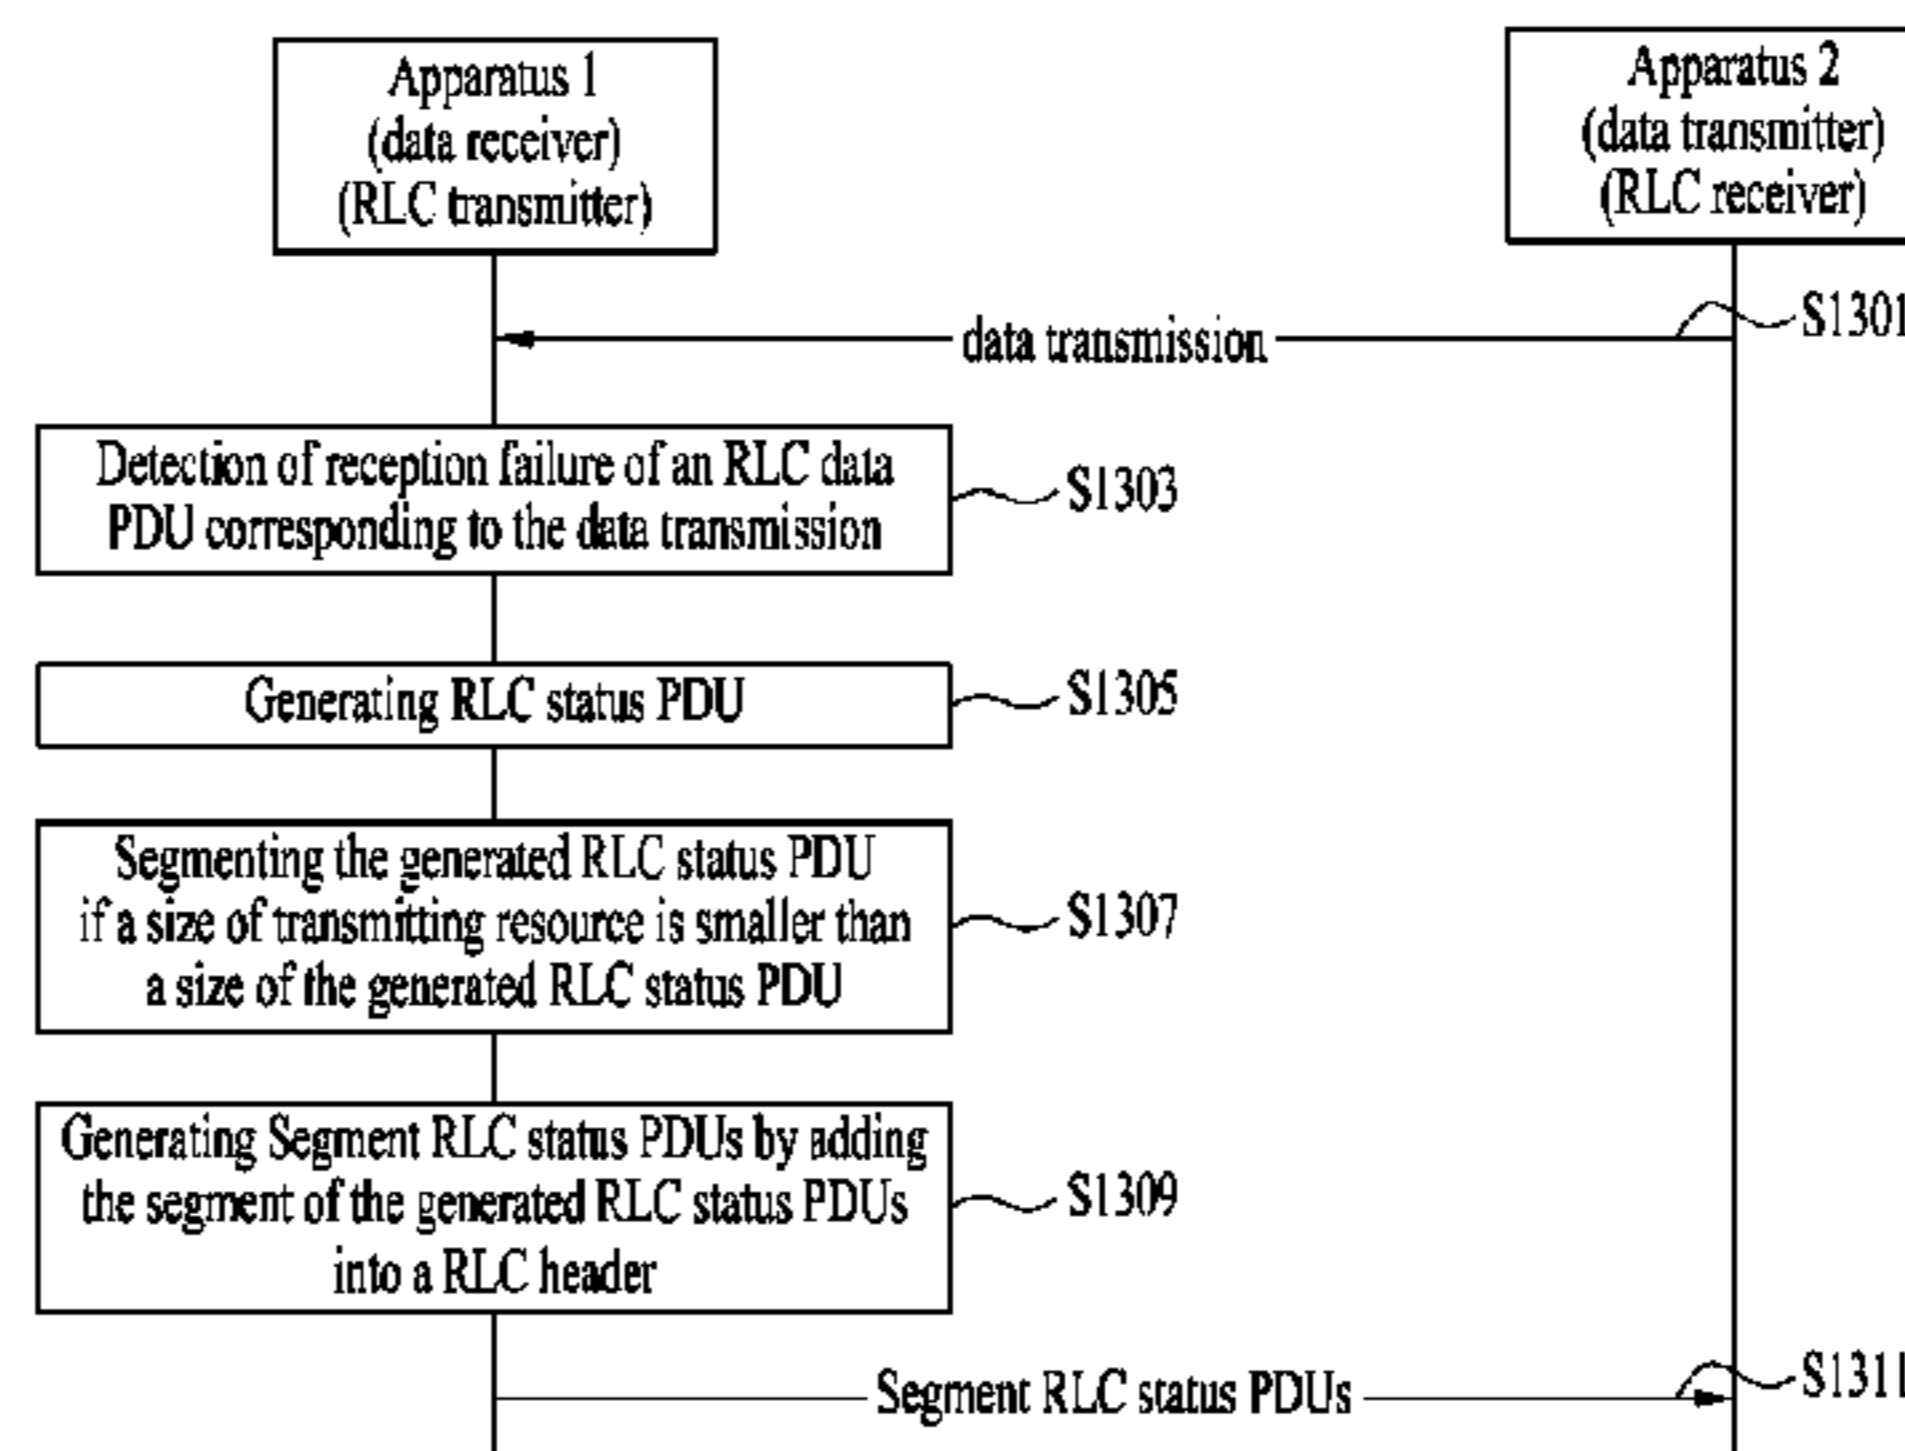 Apparatus 1
(data receiver)
(RLC transmitter)
Apparatus 2
(data transmitter)
(RLC receiver)
data transmission
S1301
Detection of reception failure of an RLC data
PDU corresponding to the data transmission
S1303
Generating RLC status PDU
S1305
Segmenting the generated RLC status PDU
if a size of transmitting resource is smaller than
a size of the generated RLC status PDU
S1307
Generating Segment RLC status PDUs by adding
the segment of the generated RLC status PDUs
into a RLC header
S1309
Segment RLC status PDUs
S1311